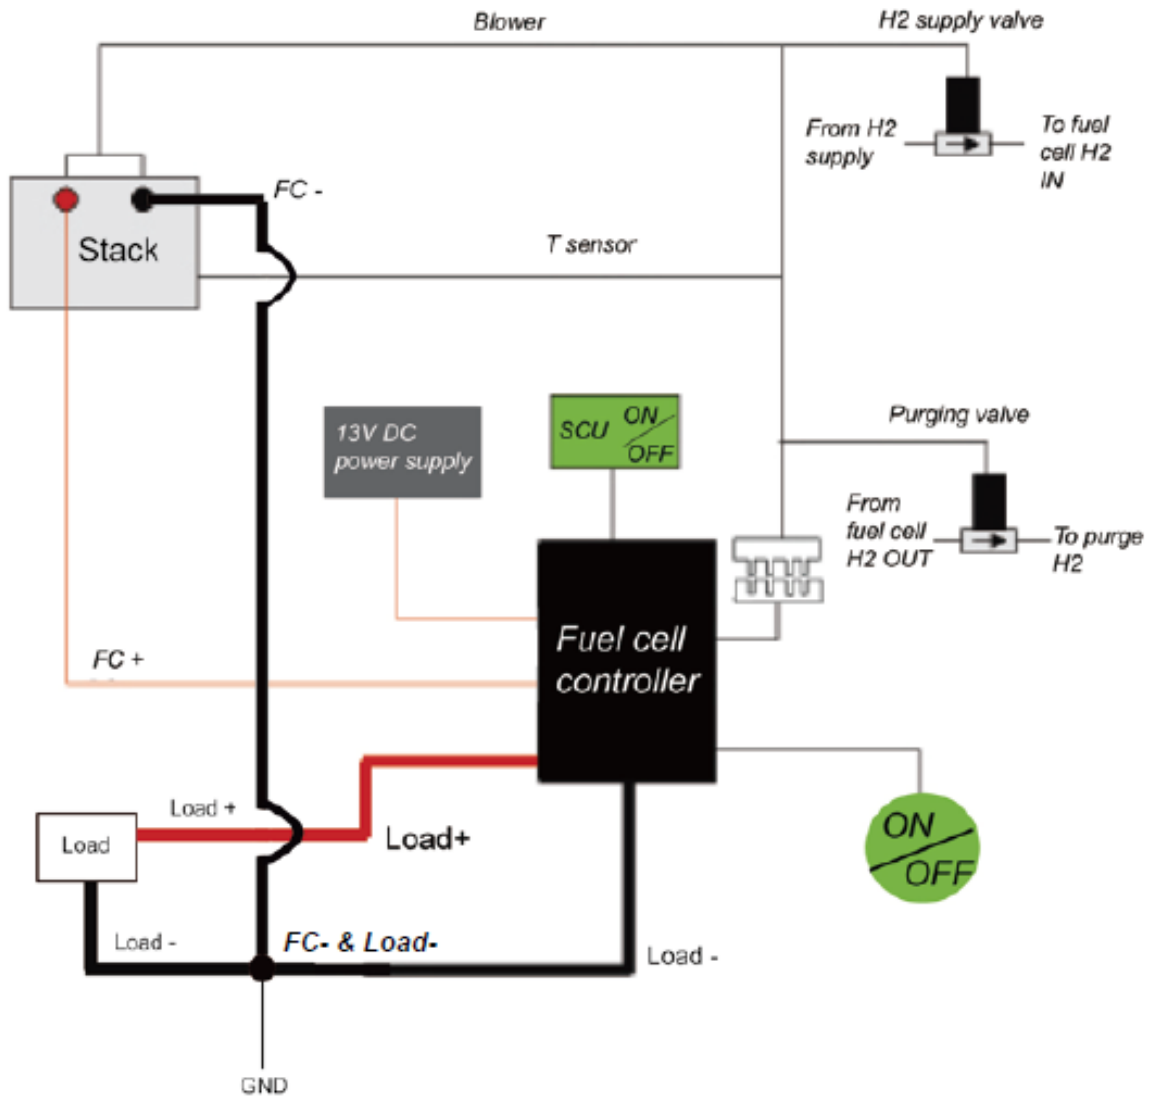 Blower
H2 supply valve
From H2
supply
To fuel
cell H2
IN
FC -
Stack
T sensor
13V DC
power supply
SCU ON
OFF
Purging valve
From
fuel cell
H2 OUT
To purge
H2
Fuel cell
controller
FC +
Load +
Load+
Load
ON
OFF
Load -
FC- & Load-
Load -
GND